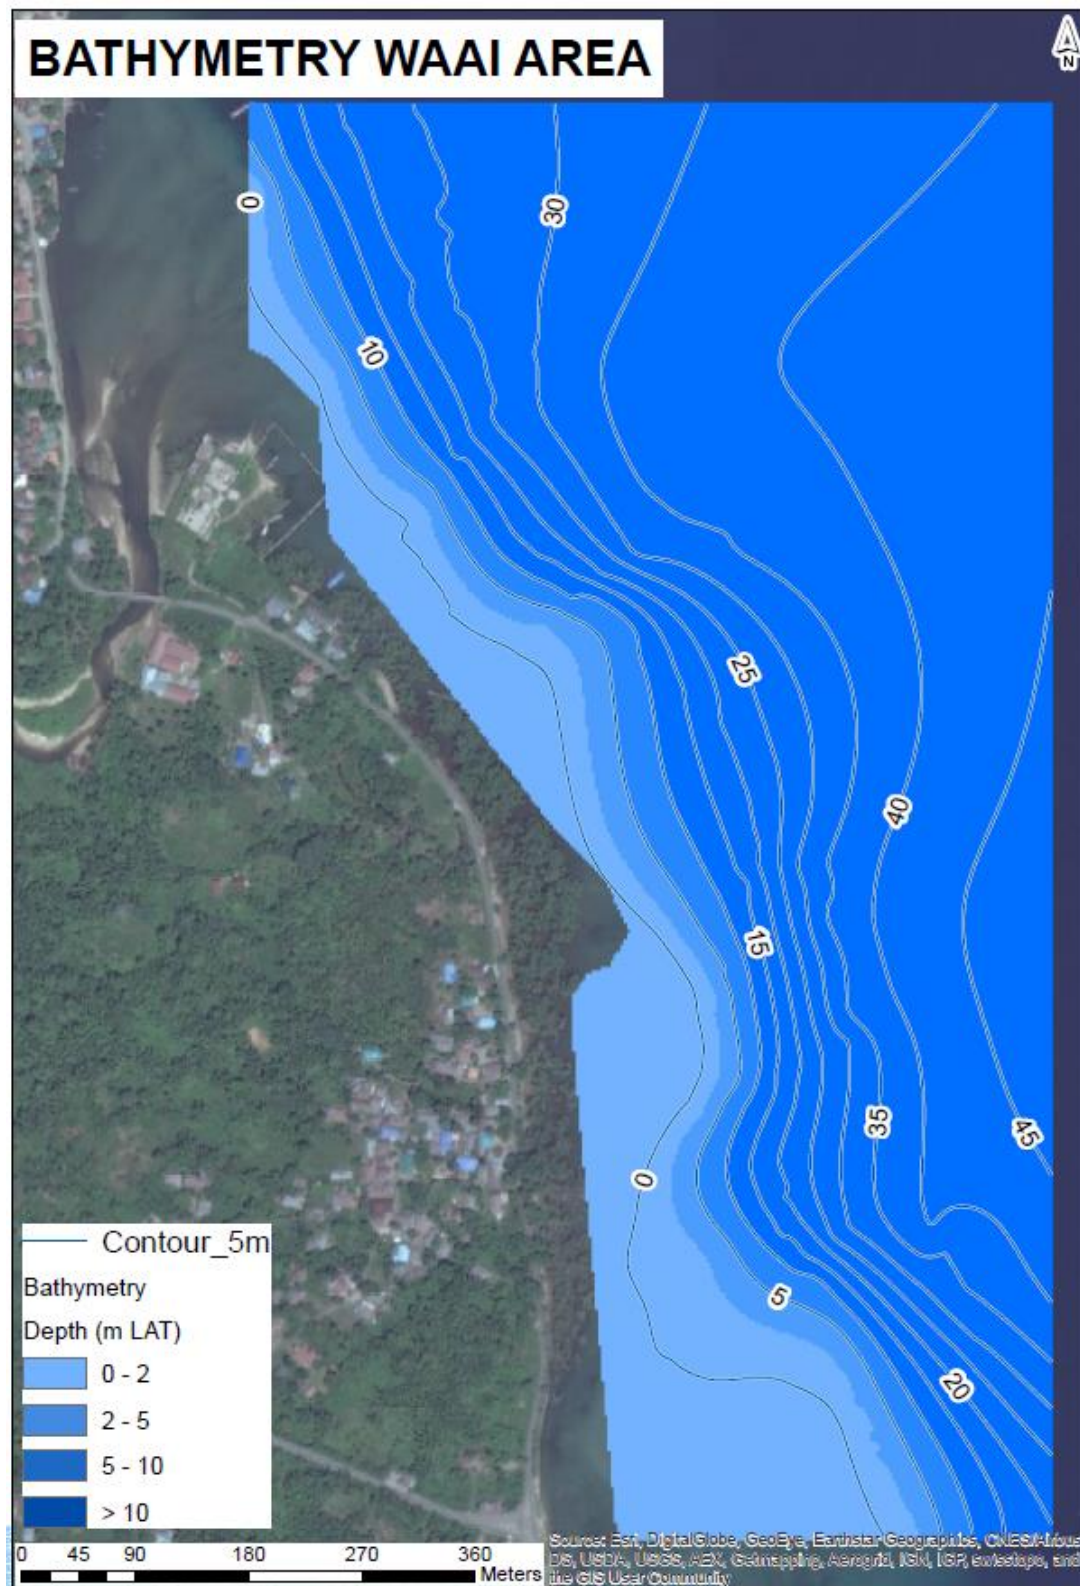 BATHYMETRY WAAI AREA
N
0
30
10
25
40
15
35
45
0
5
20
Contour_5m
Bathymetry
Depth (m LAT)
0 - 2
2 - 5
5 - 10
> 10
0 45 90 180 270 360
Meters
Source: Esri, DigitalGlobe, GeoEye, Earthstar Geographics, CNES/Airbus
DS, USDA, USGS, AEX, Getmapping, Aerogrid, IGN, IGP, swisstopo, and
the GIS User Community